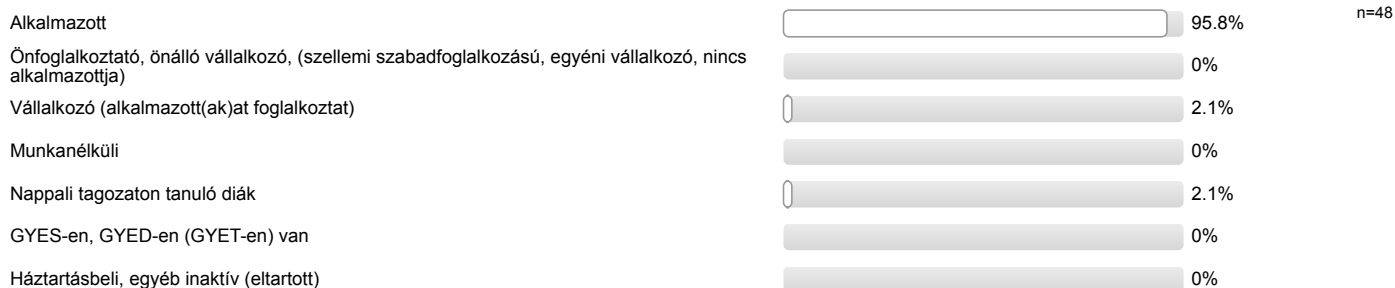 Alkalmazott 95.8% n=48
Önfoglalkoztató, önálló vállalkozó, (szellemi szabadfoglalkozású, egyéni vállalkozó, nincs
alkalmazottja) 0%
Vállalkozó (alkalmazott(ak)at foglalkoztat) 2.1%
Munkanélküli 0%
Nappali tagozaton tanuló diák 2.1%
GYES-en, GYED-en (GYET-en) van 0%
Háztartásbeli, egyéb inaktív (eltartott) 0%